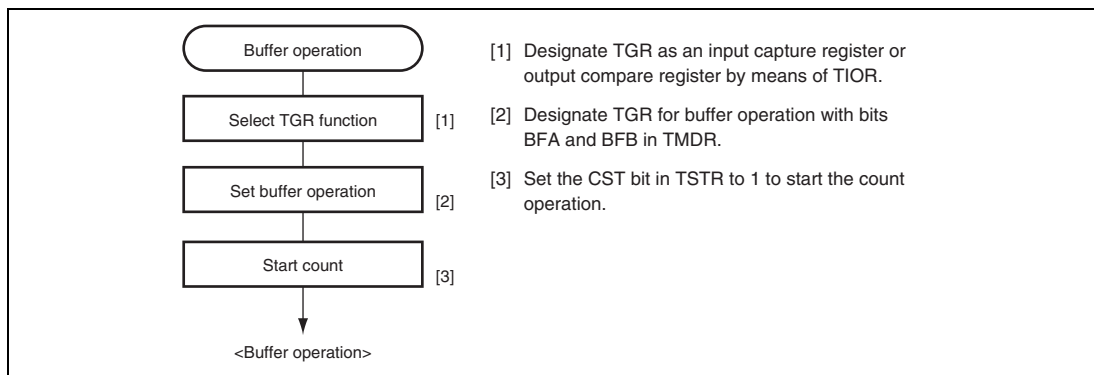 Buffer operation
Select TGR function
[1]
Set buffer operation
[2]
Start count
[3]
<Buffer operation>
[1] Designate TGR as an input capture register or
output compare register by means of TIOR.
[2] Designate TGR for buffer operation with bits
BFA and BFB in TMDR.
[3] Set the CST bit in TSTR to 1 to start the count
operation.